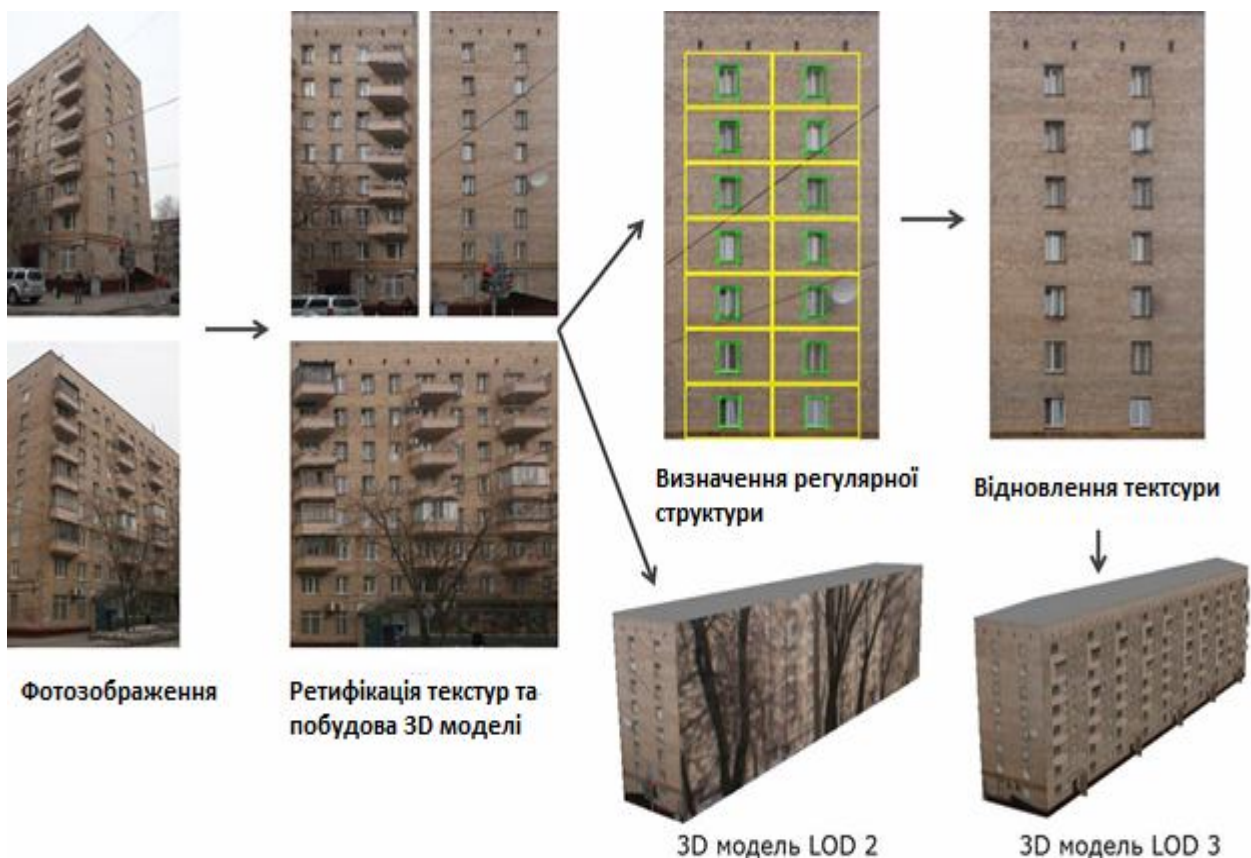 Визначення регулярної
структури
Відновлення тектсури
Фотозображення
Ретифікація текстур та
побудова 3D моделі
3D модель LOD 2
3D модель LOD 3